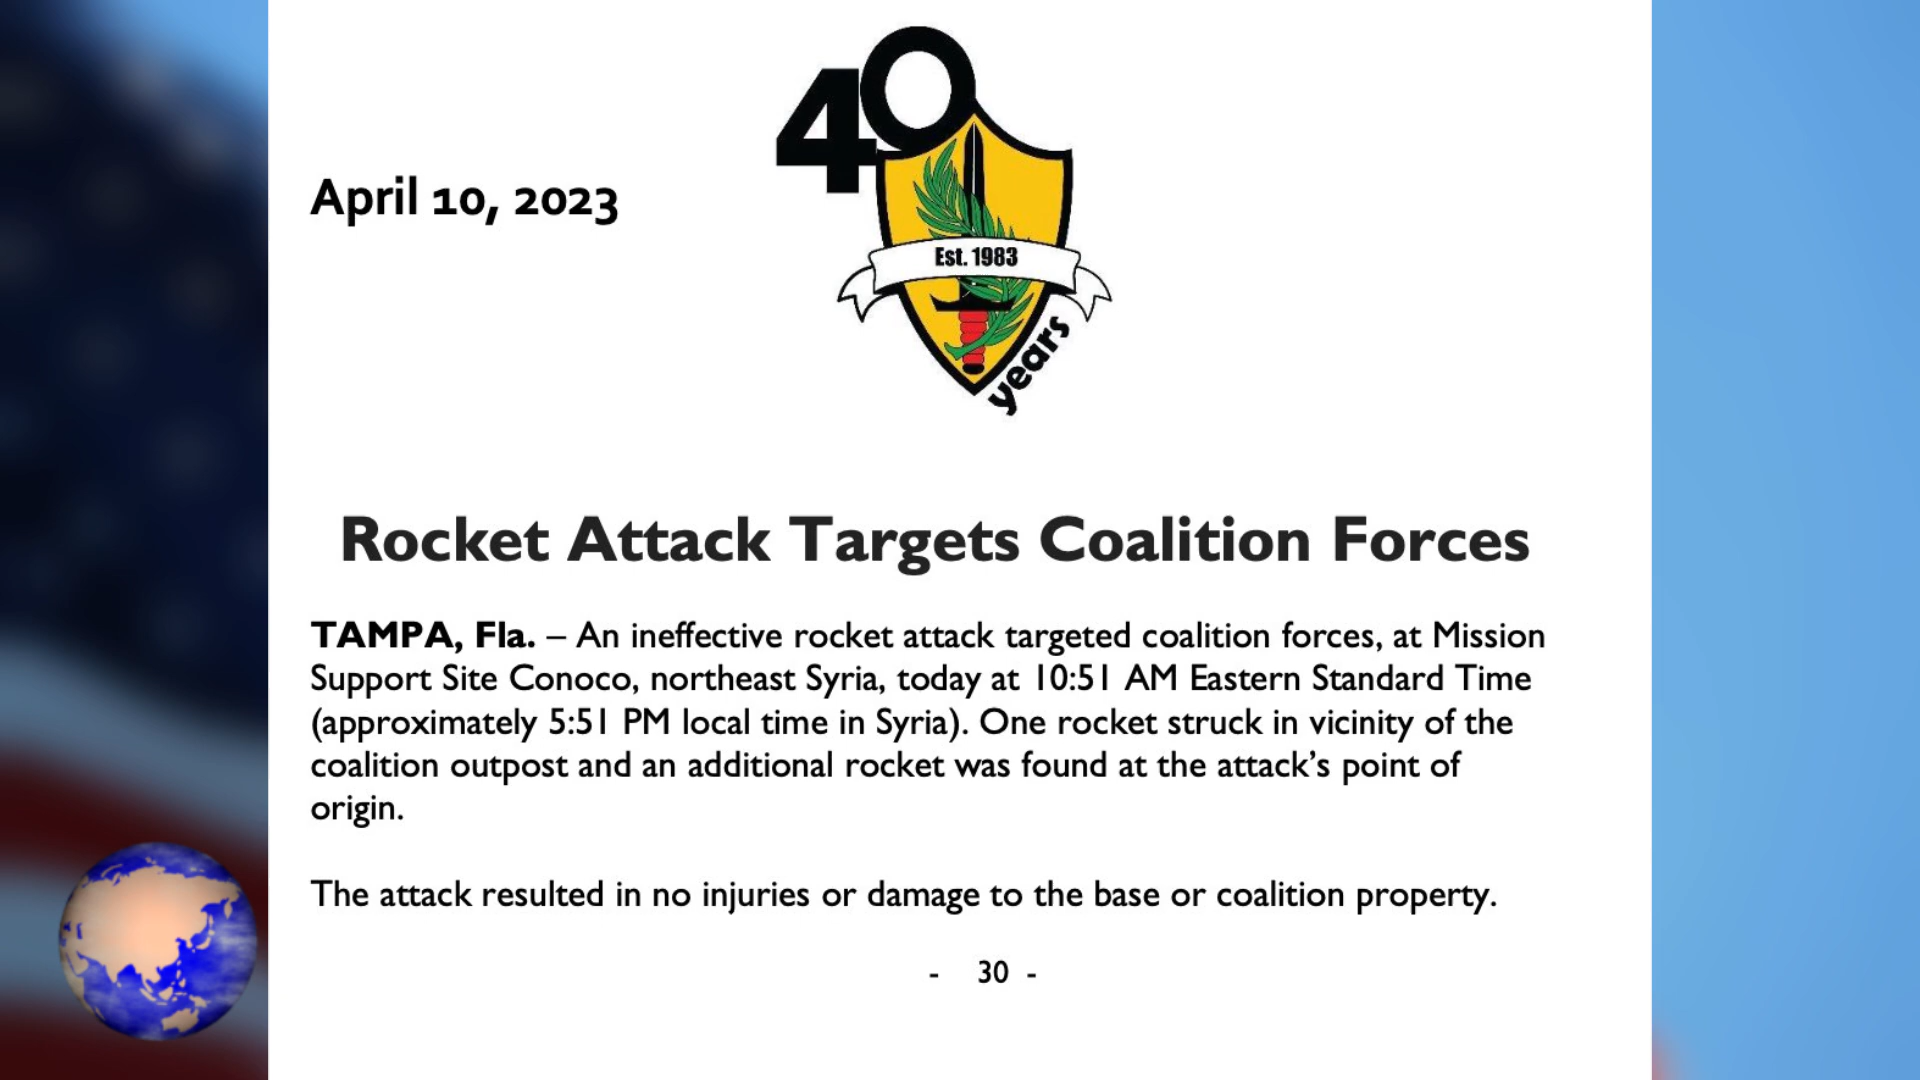 40
April 10, 2023
Est. 1983
years
Rocket Attack Targets Coalition Forces
TAMPA, Fla. – An ineffective rocket attack targeted coalition forces, at Mission
Support Site Conoco, northeast Syria, today at 10:51 AM Eastern Standard Time
(approximately 5:51 PM local time in Syria). One rocket struck in vicinity of the
coalition outpost and an additional rocket was found at the attack’s point of
origin.
The attack resulted in no injuries or damage to the base or coalition property.
- 30 -